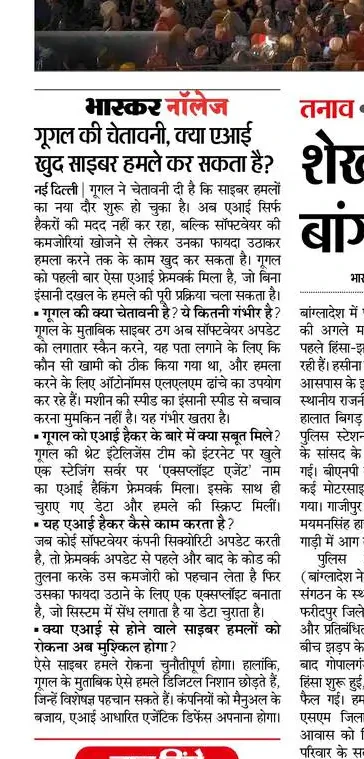 भास्कर नॉलेज
गूगल की चेतावनी, क्या एआई
खुद साइबर हमले कर सकता है?
नई दिल्ली | गूगल ने चेतावनी दी है कि साइबर हमलों
का नया दौर शुरू हो चुका है। अब एआई सिर्फ
हैकरों की मदद नहीं कर रहा, बल्कि सॉफ्टवेयर की
कमजोरियां खोजने से लेकर उनका फायदा उठाकर
हमला करने तक के काम खुद कर सकता है। गूगल
को पहली बार ऐसा एआई फ्रेमवर्क मिला है, जो बिना
इंसानी दखल के हमले की पूरी प्रक्रिया चला सकता है।
▪ गूगल की क्या चेतावनी है? ये कितनी गंभीर है?
गूगल के मुताबिक साइबर ठग अब सॉफ्टवेयर अपडेट
को लगातार स्कैन करने, यह पता लगाने के लिए कि
कौन सी खामी को ठीक किया गया था, और हमला
करने के लिए ऑटोनॉमस एलएलएम ढांचे का उपयोग
कर रहे हैं। मशीन की स्पीड का इंसानी स्पीड से बचाव
करना मुमकिन नहीं है। यह गंभीर खतरा है।
▪ गूगल को एआई हैकर के बारे में क्या सबूत मिले?
गूगल की थ्रेट इंटेलिजेंस टीम को इंटरनेट पर खुले
एक स्टेजिंग सर्वर पर 'एक्सप्लॉइट एजेंट' नाम
का एआई हैकिंग फ्रेमवर्क मिला। इसके साथ ही
चुराए गए डेटा और हमले की स्क्रिप्ट मिलीं।
▪ यह एआई हैकर कैसे काम करता है?
जब कोई सॉफ्टवेयर कंपनी सिक्योरिटी अपडेट करती
है, तो फ्रेमवर्क अपडेट से पहले और बाद के कोड की
तुलना करके उस कमजोरी को पहचान लेता है फिर
उसका फायदा उठाने के लिए एक एक्सप्लॉइट बनाता
है, जो सिस्टम में सेंध लगाता है या डेटा चुराता है।
▪ क्या एआई से होने वाले साइबर हमलों को
रोकना अब मुश्किल होगा?
ऐसे साइबर हमले रोकना चुनौतीपूर्ण होगा। हालांकि,
गूगल के मुताबिक ऐसे हमले डिजिटल निशान छोड़ते हैं,
जिन्हें विशेषज्ञ पहचान सकते हैं। कंपनियों को मैनुअल के
बजाय, एआई आधारित एजेंटिक डिफेंस अपनाना होगा।
तनाव
शेख
बांग
बांग्लादेश में
की अगले म
पहले हिंसा-झ
रही हैं। हसीना
आसपास के इ
स्थानीय राजनी
हालात बिगड़
पुलिस स्टेशन
के सांसद के
गई। बीएनपी
कई मोटरसाइ
गया। गाजीपुर
मयमनसिंह हा
गाड़ी में आग
पुलिस
(बांग्लादेश ने
संगठन के स्थ
फरीदपुर जिले
और प्रतिबंधित
बीच झड़प के
बाद गोपालगं
हिंसा शुरू हुई,
फैल गई। हम
एसएम जिल
आवास को f
परिवार के सद